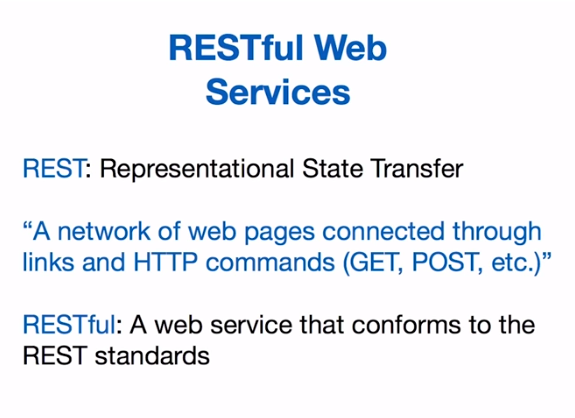 RESTful Web
Services
REST: Representational State Transfer
“A network of web pages connected through
links and HTTP commands (GET, POST, etc.)”
RESTful: A web service that conforms to the
REST standards